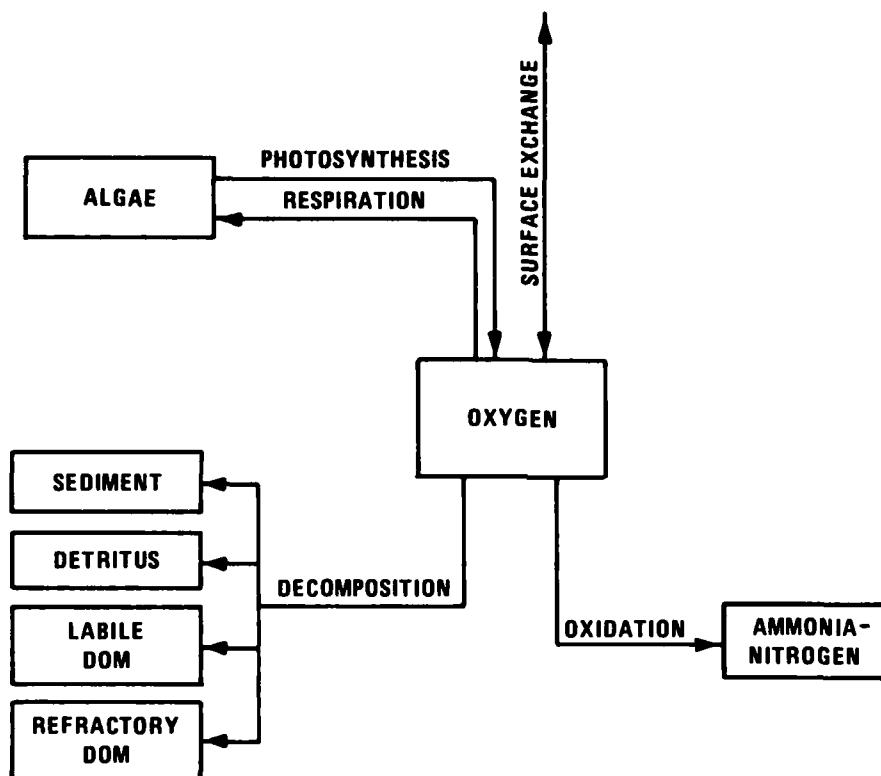 SURFACE EXCHANGE
PHOTOSYNTHESIS
RESPIRATION
ALGAE
OXYGEN
SEDIMENT
DETRITUS
LABILE
DOM
REFRACTORY
DOM
DECOMPOSITION
OXIDATION
AMMONIA-
NITROGEN